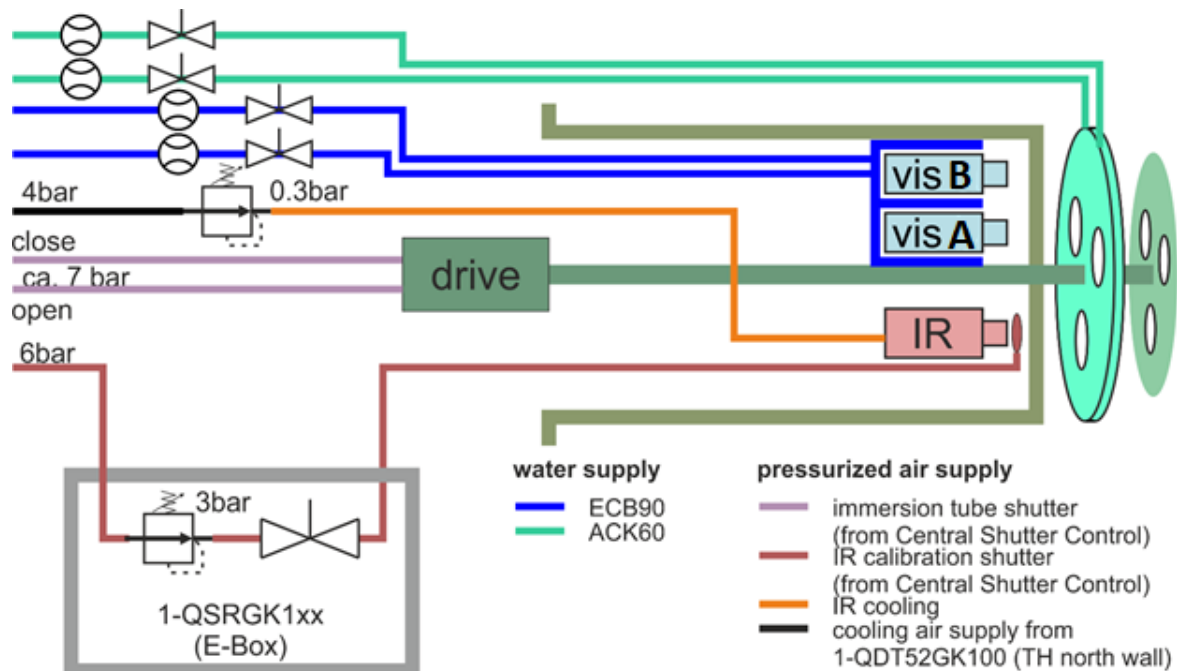 4bar
0.3bar
close
ca. 7 bar
open
6bar
drive
vis B
vis A
IR
3bar
1-QSRGK1xx
(E-Box)
water supply
ECB90
ACK60
pressurized air supply
immersion tube shutter
(from Central Shutter Control)
IR calibration shutter
(from Central Shutter Control)
IR cooling
cooling air supply from
1-QDT52GK100 (TH north wall)